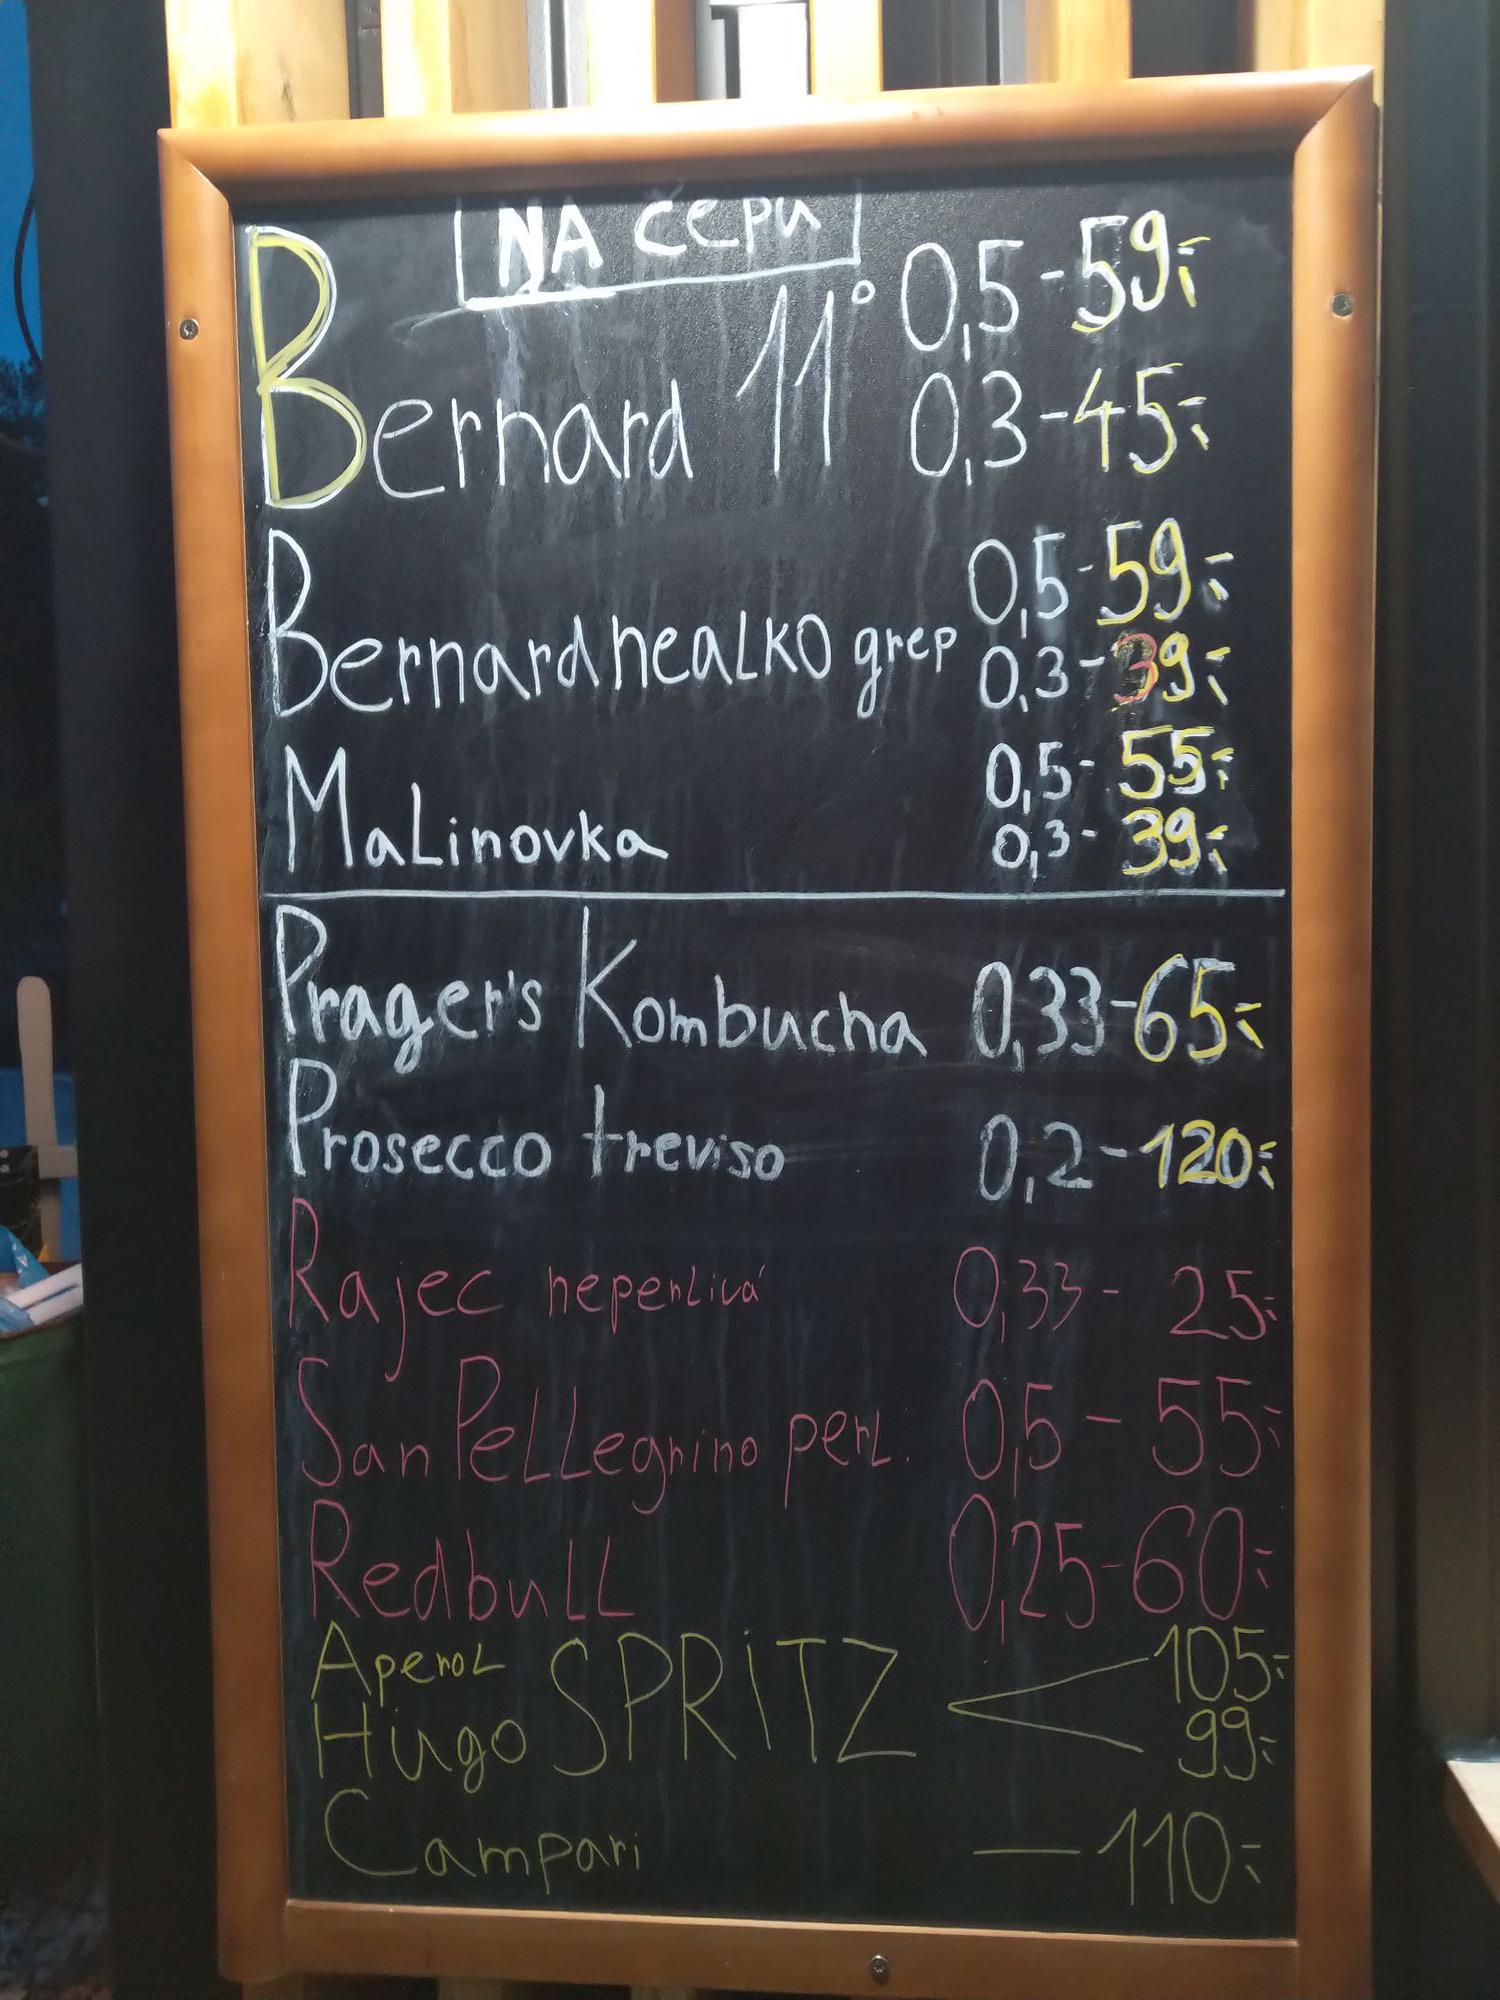 NA ČEPU
Bernard 11° 0,5-59,-
0,3-45,-
Bernard nealko grep 0,5-59,-
0,3-39,-
Malinovka 0,5-55,-
0,3-39,-
Prager's Kombucha 0,33-65,-
Prosecco treviso 0,2-120,-
Rajec neperlivá 0,33-25,-
San Pellegrino perl. 0,5-55,-
Redbull 0,25-60,-
Aperol SPRITZ 105,-
Hugo 99,-
Campari —110,-